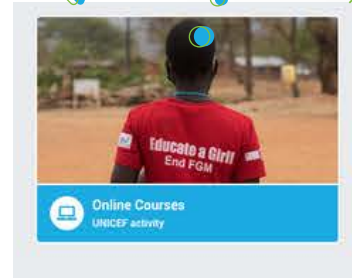 Educate a Girl!
End FGM
Online Courses
UNICEF activity